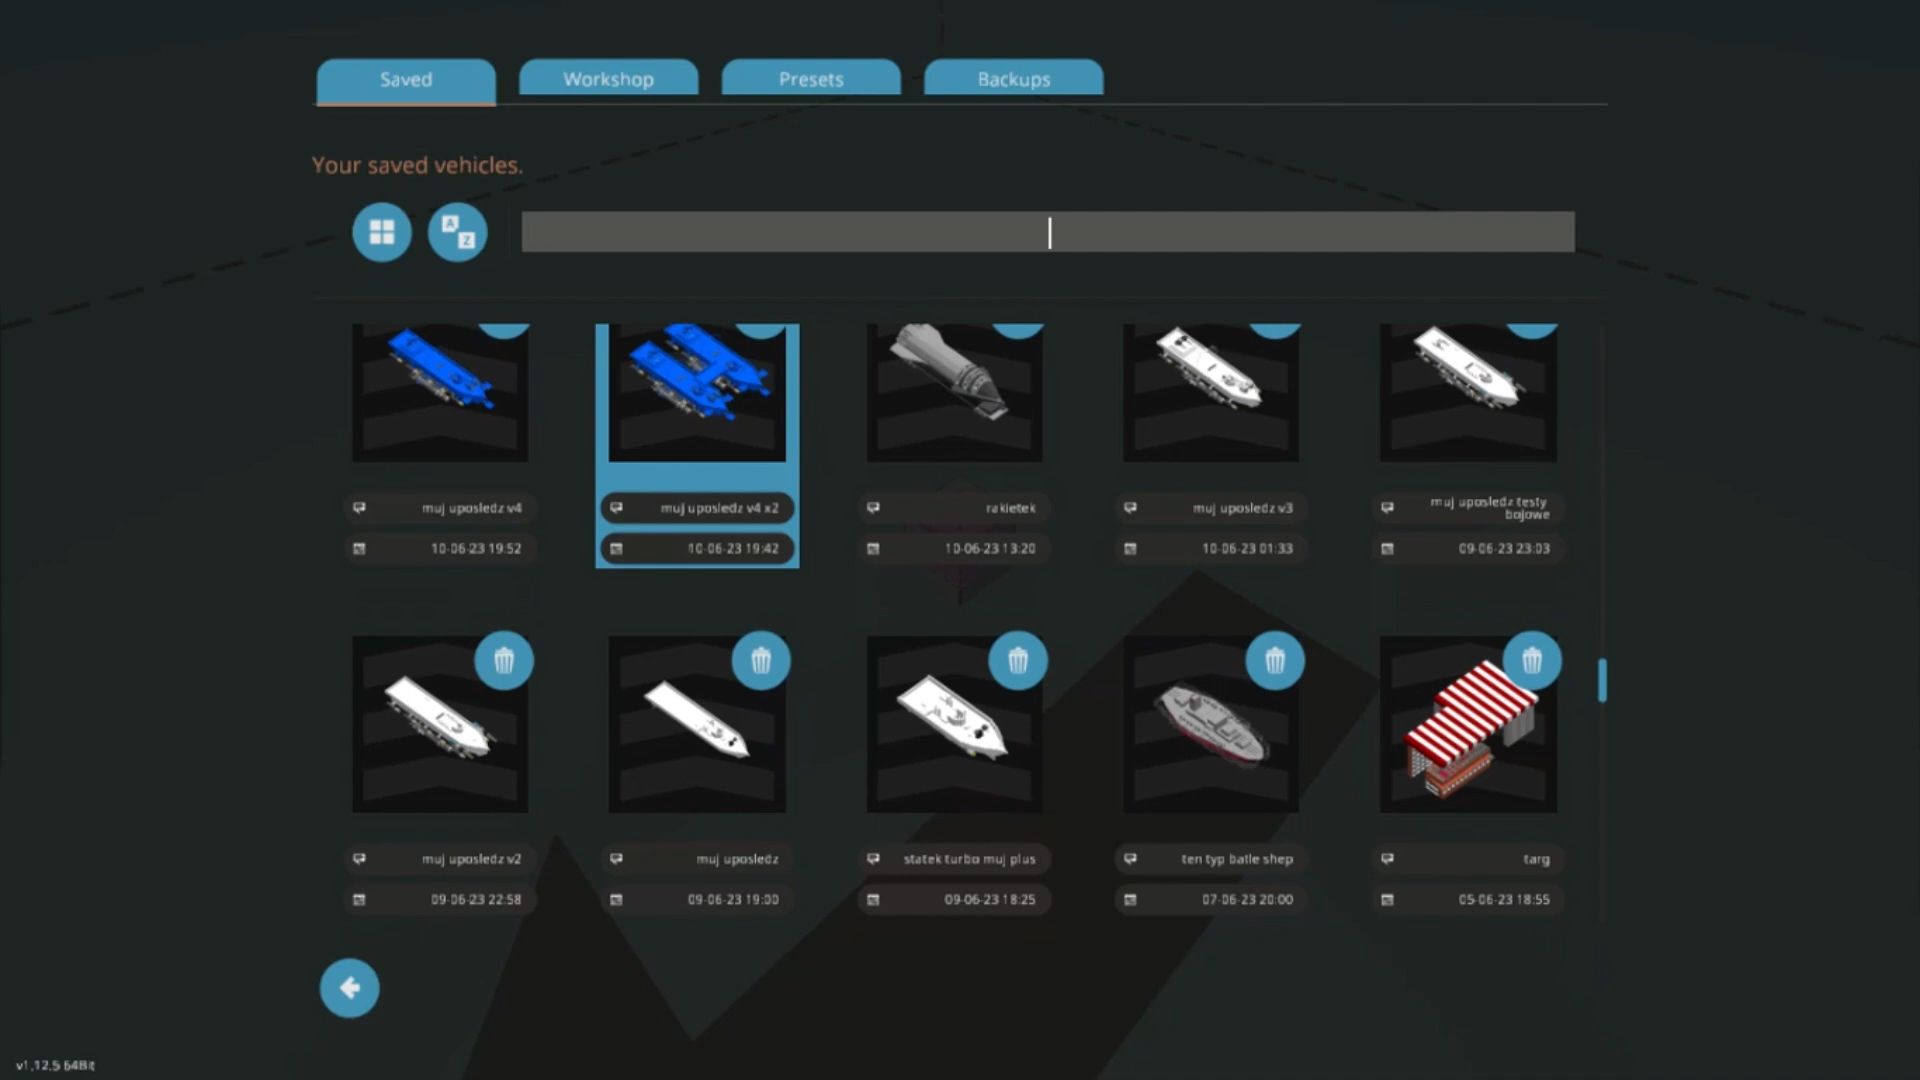 Saved
Workshop
Presets
Backups
Your saved vehicles.
A
Z
muj uposledz v4
muj uposledz v4 x2
rakietek
muj uposledz v3
muj uposledz testy
bojowe
10-06-23 19:52
10-06-23 19:42
10-06-23 13:20
10-06-23 01:33
09-06-23 23:03
muj uposledz v2
muj uposledz
statek turbo muj plus
ten typ batle shep
targ
09-06-23 22:58
09-06-23 19:00
09-06-23 18:25
07-06-23 20:00
05-06-23 18:55
v1.12.5 64Bit